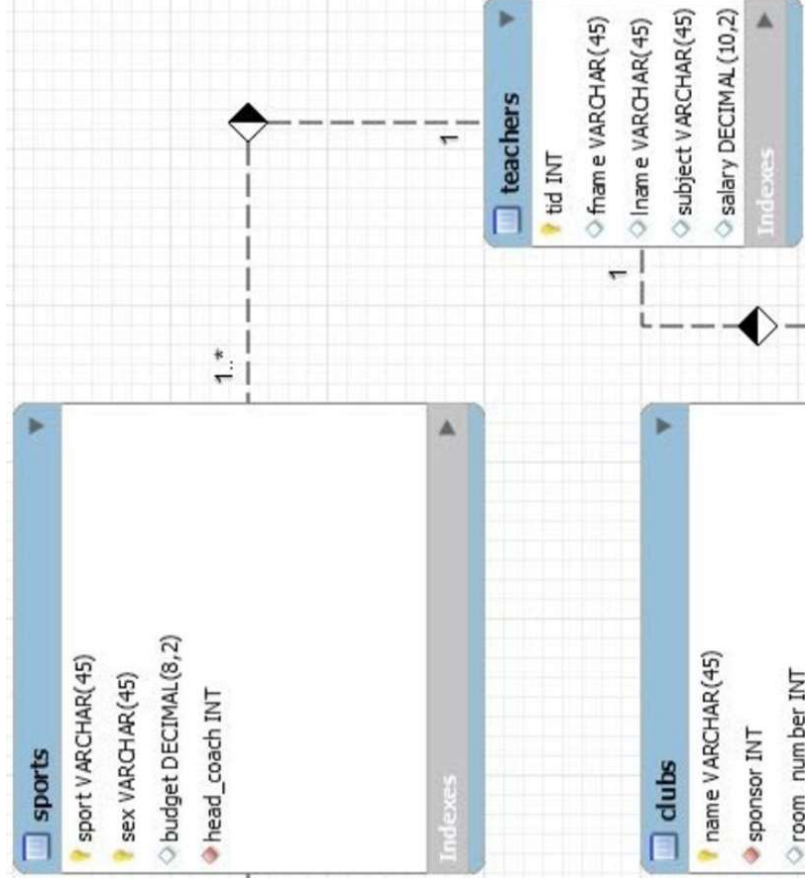 sports
sport VARCHAR(45)
sex VARCHAR(45)
budget DECIMAL(8,2)
head_coach INT
Indexes
1..*
1
teachers
tid INT
fname VARCHAR(45)
lname VARCHAR(45)
subject VARCHAR(45)
salary DECIMAL(10,2)
Indexes
1
clubs
name VARCHAR(45)
sponsor INT
room_number INT